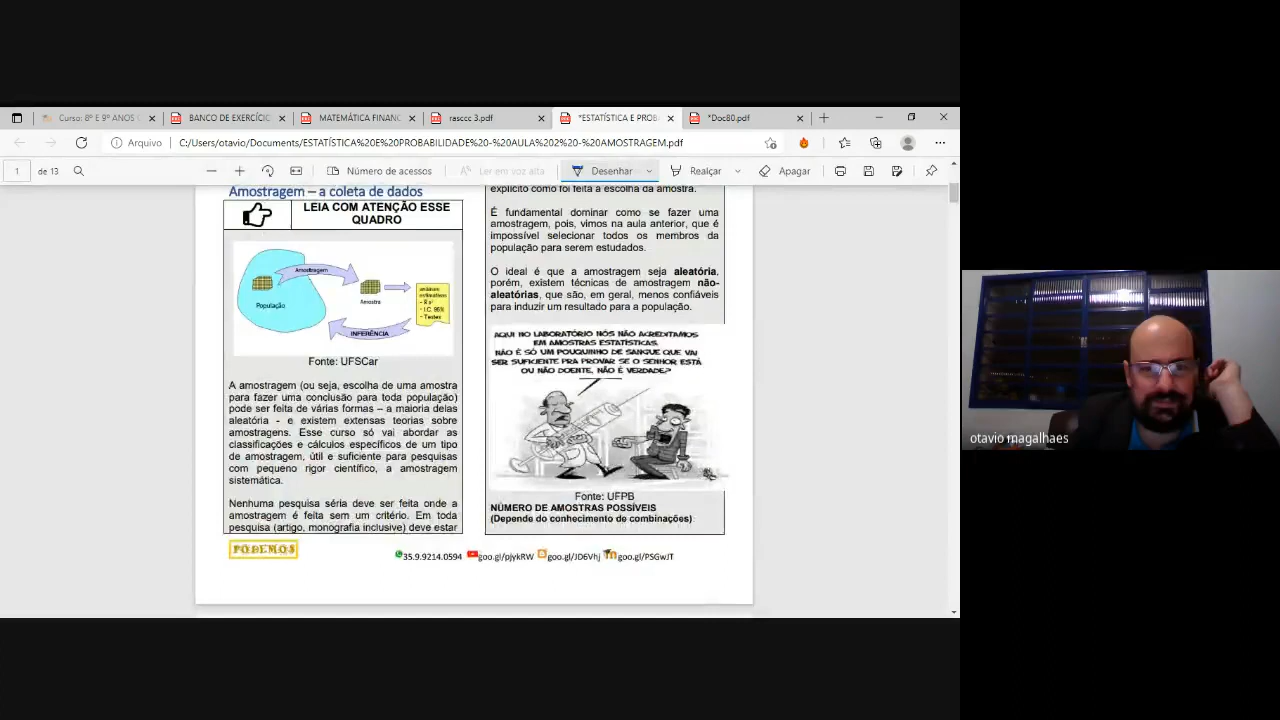 Curso: 8º E 9º ANOS
BANCO DE EXERCÍCIO
MATEMÁTICA FINANC
rasccc 3.pdf
*ESTATÍSTICA E PROB
*Doc80.pdf
Arquivo
C:/Users/otavio/Documents/ESTATÍSTICA%20E%20PROBABILIDADE%20-%20AULA%202%20-%20AMOSTRAGEM.pdf
1
de 13
Número de acessos
Ler em voz alta
Desenhar
Realçar
Apagar
Amostragem – a coleta de dados
LEIA COM ATENÇÃO ESSE
QUADRO
Amostragem
População
Amostra
INFERÊNCIA
- I.C. 95%
- Testes
Fonte: UFSCar
A amostragem (ou seja, escolha de uma amostra
para fazer uma conclusão para toda população)
pode ser feita de várias formas – a maioria delas
aleatória - e existem extensas teorias sobre
amostragens. Esse curso só vai abordar as
classificações e cálculos específicos de um tipo
de amostragem, útil e suficiente para pesquisas
com pequeno rigor científico, a amostragem
sistemática.
Nenhuma pesquisa séria deve ser feita onde a
amostragem é feita sem um critério. Em toda
pesquisa (artigo, monografia inclusive) deve estar
explícito como foi feita a escolha da amostra.
É fundamental dominar como se fazer uma
amostragem, pois, vimos na aula anterior, que é
impossível selecionar todos os membros da
população para serem estudados.
O ideal é que a amostragem seja aleatória,
porém, existem técnicas de amostragem não-
aleatórias, que são, em geral, menos confiáveis
para induzir um resultado para a população.
AQUI NO LABORATÓRIO NÓS NÃO ACREDITAMOS
EM AMOSTRAS ESTATÍSTICAS.
NÃO É SÓ UM POUQUINHO DE SANGUE QUE VAI
SER SUFICIENTE PRA PROVAR SE O SENHOR ESTÁ
OU NÃO DOENTE, NÃO É VERDADE?
Fonte: UFPB
NÚMERO DE AMOSTRAS POSSÍVEIS
(Depende do conhecimento de combinações)
PODEMOS
35.9.9214.0594
goo.gl/pjykRW
goo.gl/JD6Vhj
goo.gl/PSGwJT
otavio magalhaes